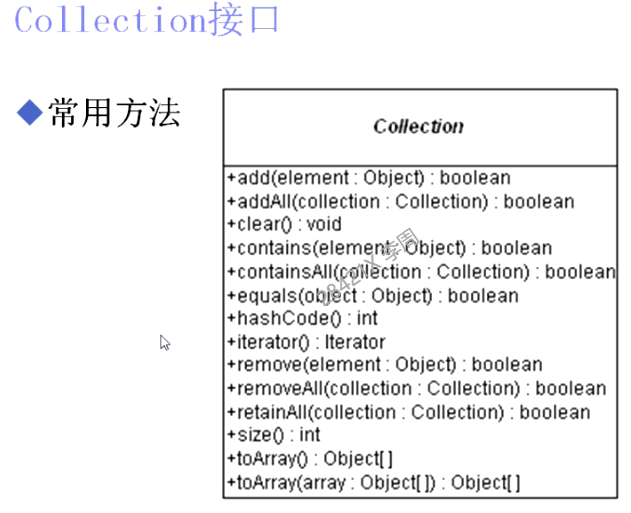 Collection接口
◆常用方法
Collection
+add(element : Object) : boolean
+addAll(collection : Collection) : boolean
+clear() : void
+contains(element : Object) : boolean
+containsAll(collection : Collection) : boolean
+equals(object : Object) : boolean
+hashCode() : int
+iterator() : Iterator
+remove(element : Object) : boolean
+removeAll(collection : Collection) : boolean
+retainAll(collection : Collection) : boolean
+size() : int
+toArray() : Object[ ]
+toArray(array : Object[ ]) : Object[ ]
李周